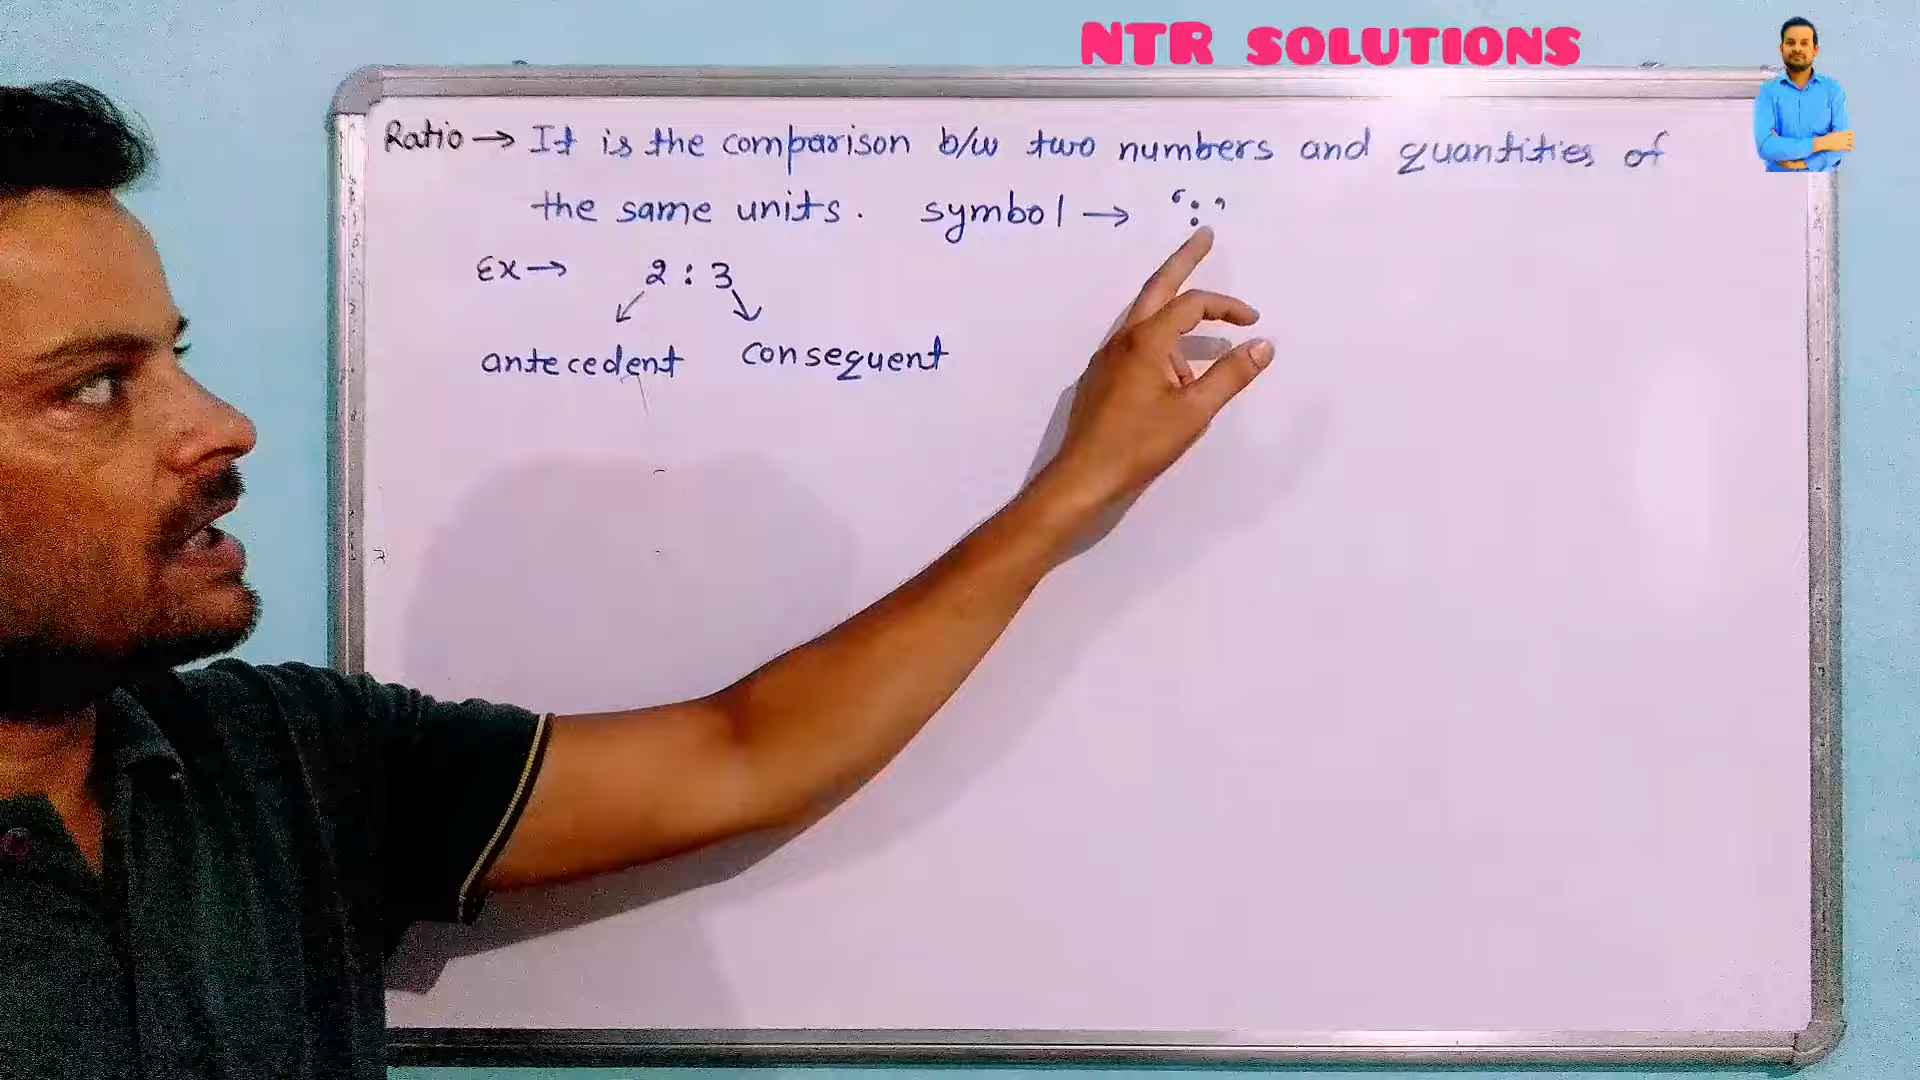 NTR SOLUTIONS
Ratio → It is the comparison b/w two numbers and quantities of
the same units. symbol → ‘:’
Ex → 2 : 3
antecedent consequent